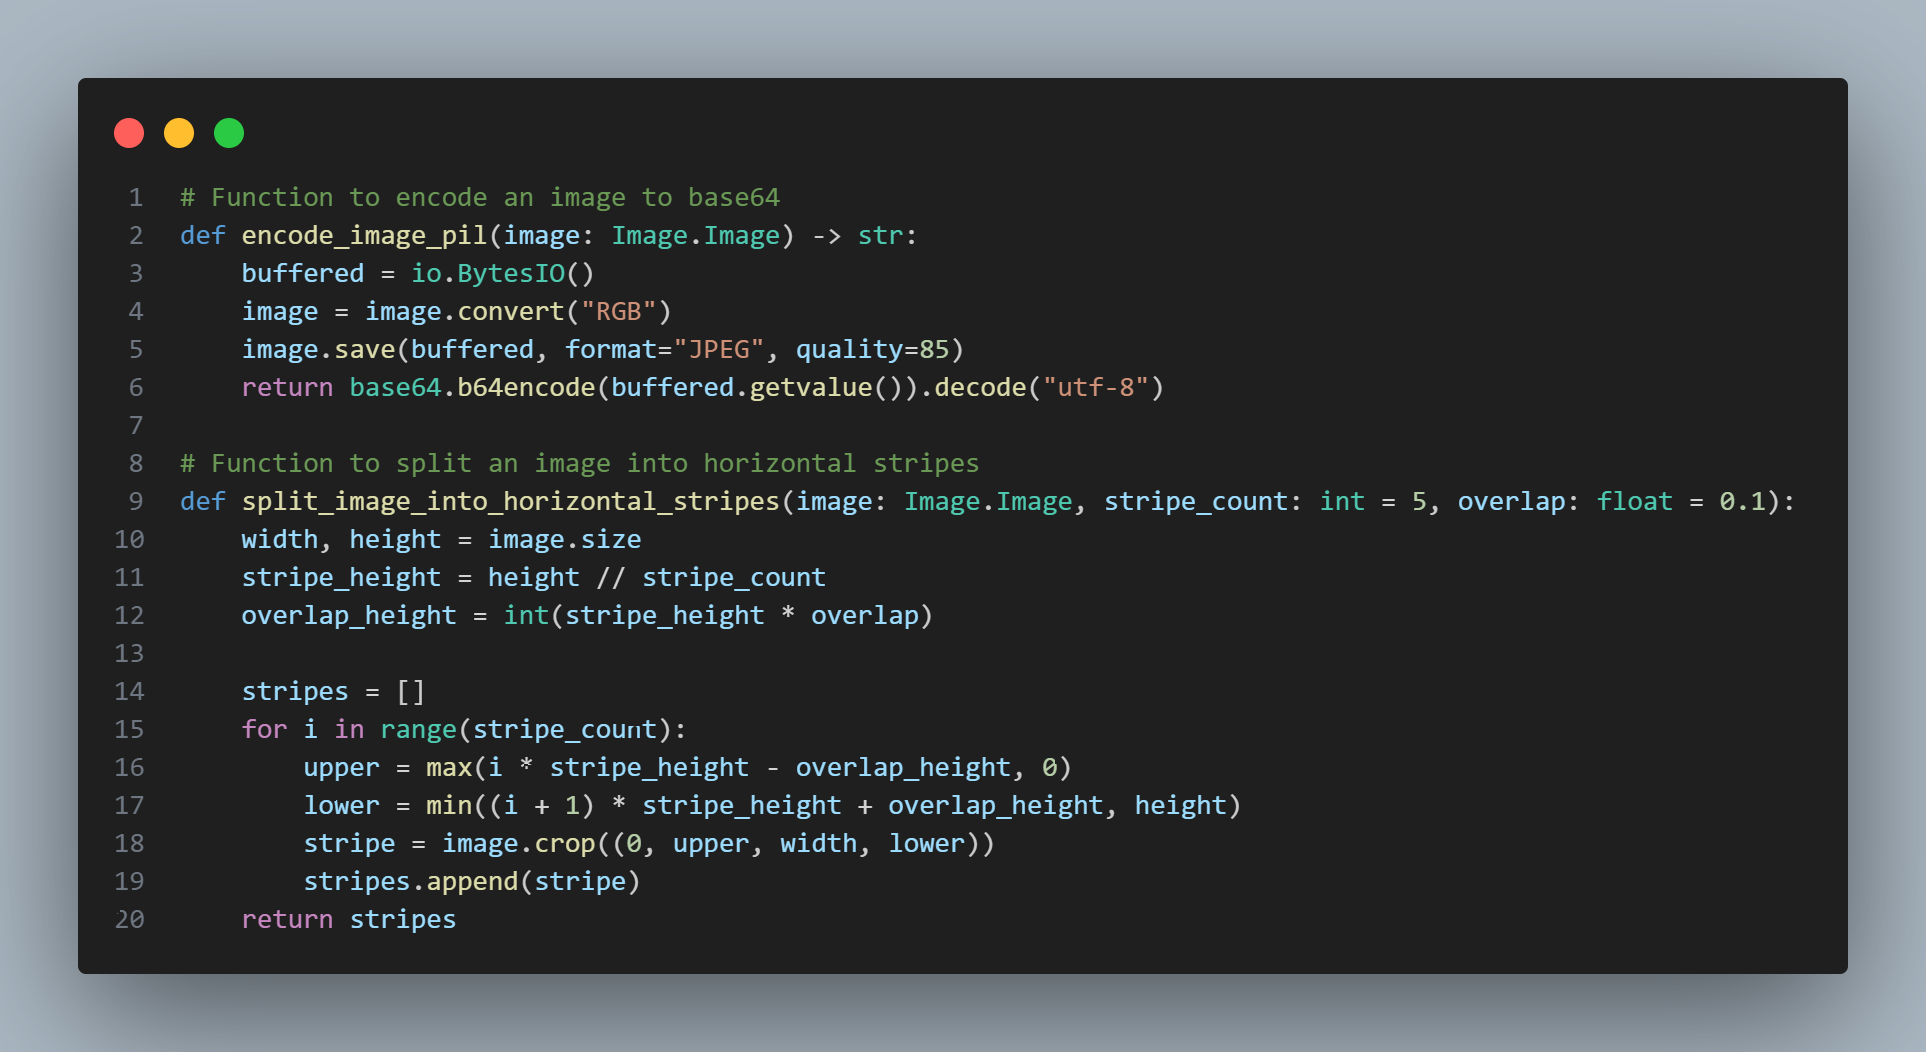 1 # Function to encode an image to base64
2 def encode_image_pil(image: Image.Image) -> str:
3     buffered = io.BytesIO()
4     image = image.convert("RGB")
5     image.save(buffered, format="JPEG", quality=85)
6     return base64.b64encode(buffered.getvalue()).decode("utf-8")
7
8 # Function to split an image into horizontal stripes
9 def split_image_into_horizontal_stripes(image: Image.Image, stripe_count: int = 5, overlap: float = 0.1):
10     width, height = image.size
11     stripe_height = height // stripe_count
12     overlap_height = int(stripe_height * overlap)
13
14     stripes = []
15     for i in range(stripe_count):
16         upper = max(i * stripe_height - overlap_height, 0)
17         lower = min((i + 1) * stripe_height + overlap_height, height)
18         stripe = image.crop((0, upper, width, lower))
19         stripes.append(stripe)
20     return stripes